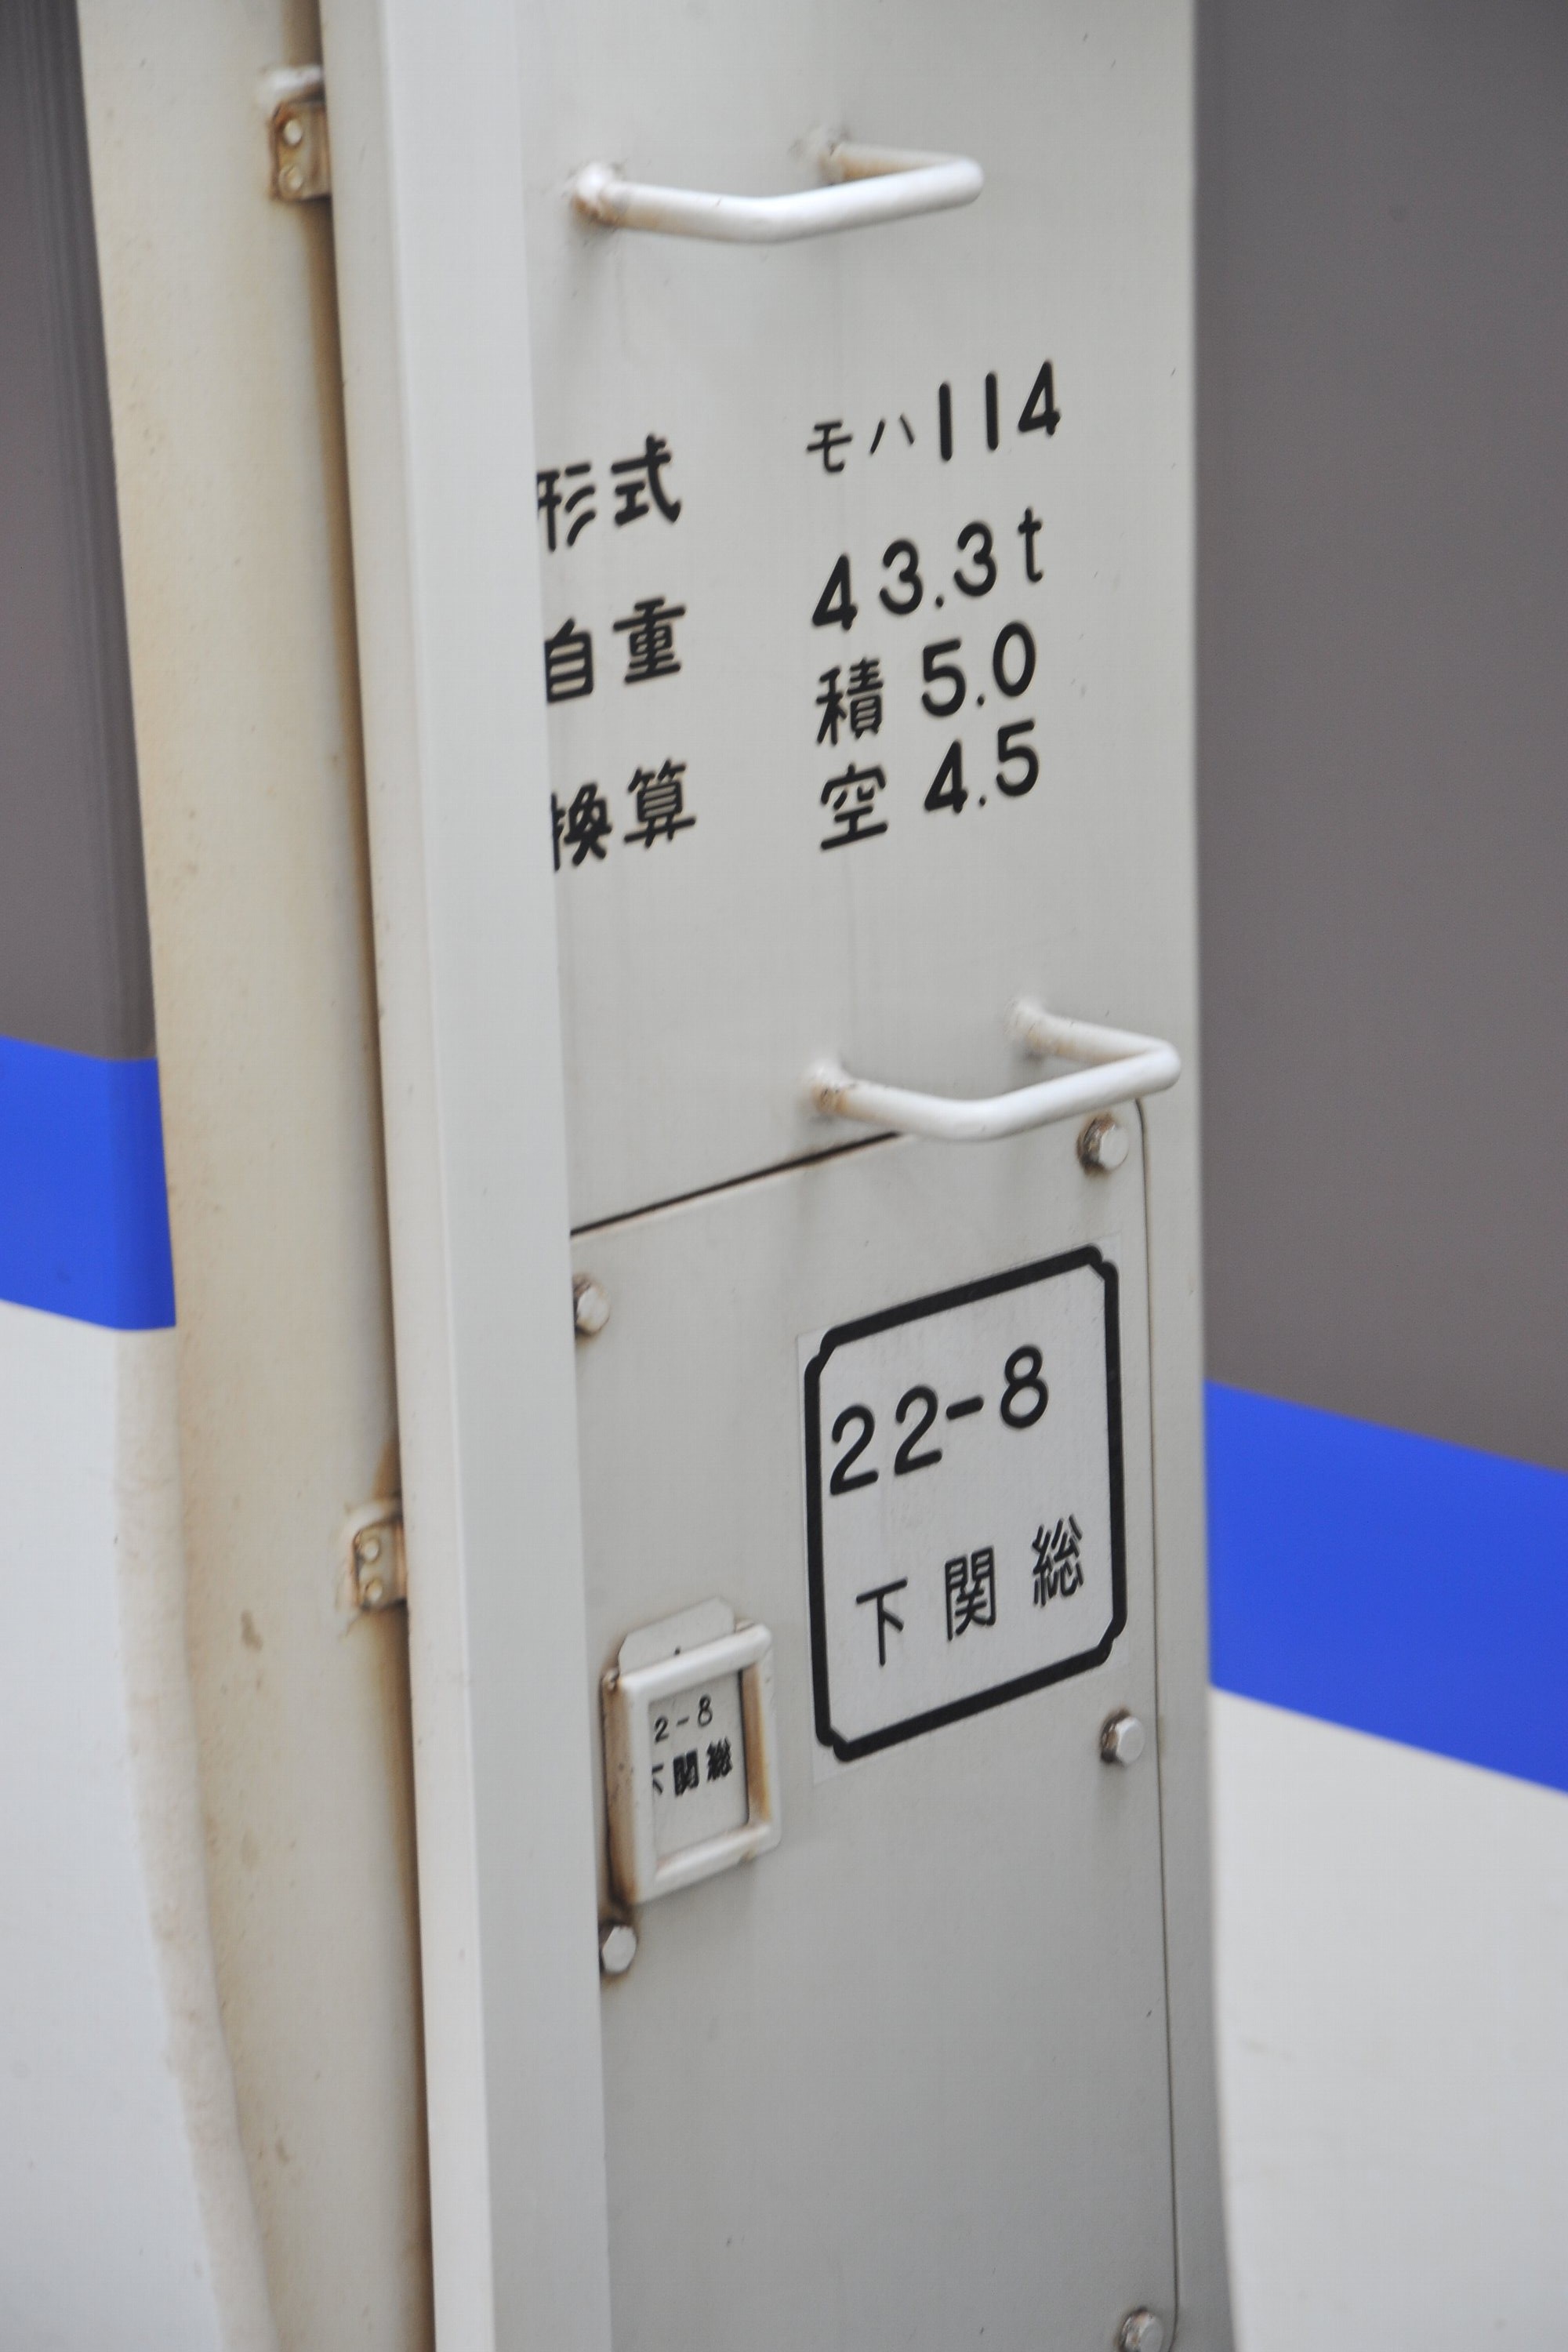 形式 モハ114
自重 43.3t
換算 積 5.0
空 4.5
22-8
下関総
2-8
下関総